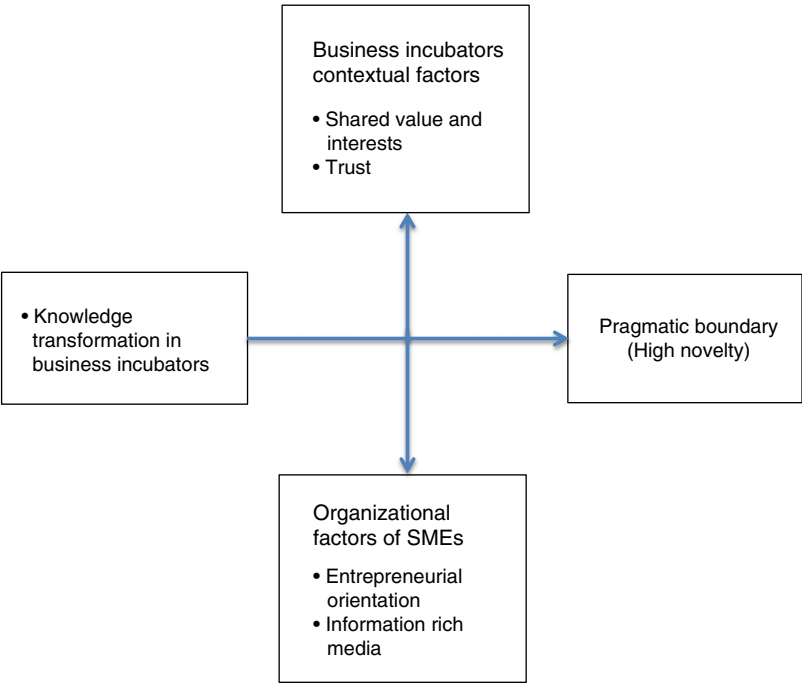 Business incubators
contextual factors
• Shared value and
interests
• Trust
• Knowledge
transformation in
business incubators
Pragmatic boundary
(High novelty)
Organizational
factors of SMEs
• Entrepreneurial
orientation
• Information rich
media